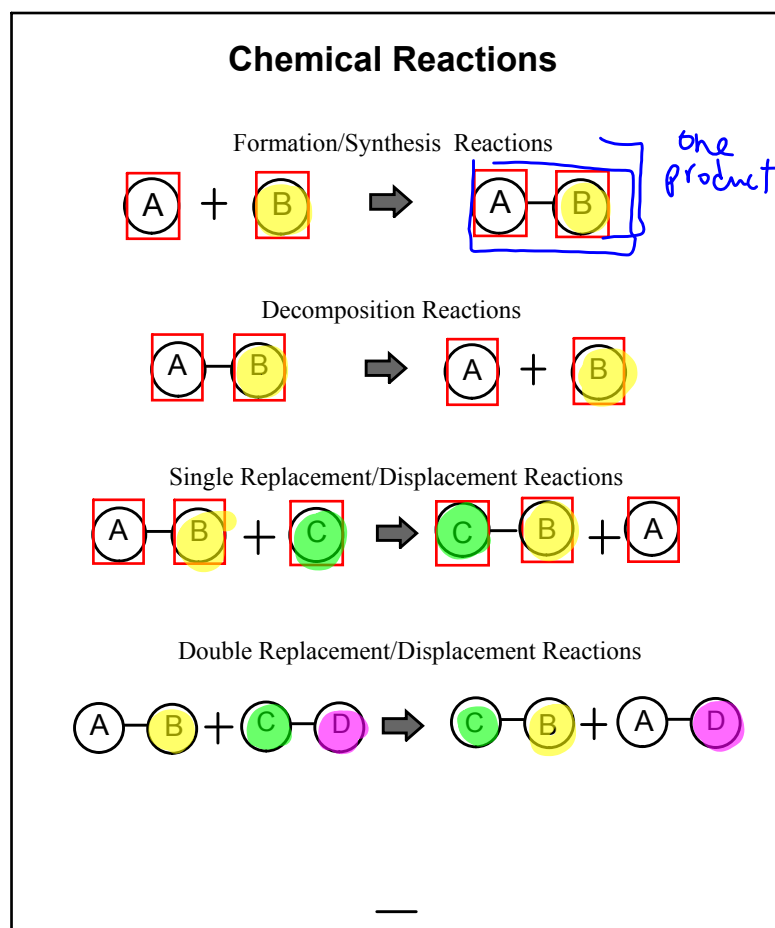 Chemical Reactions
Formation/Synthesis Reactions
one
product
A + B A B
Decomposition Reactions
A B A + B
Single Replacement/Displacement Reactions
A B + C C B + A
Double Replacement/Displacement Reactions
A B + C D C B + A D